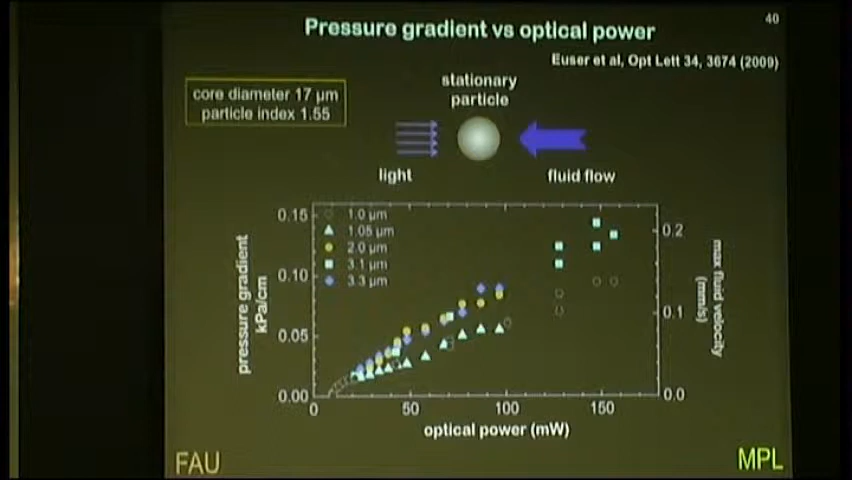 40
Pressure gradient vs optical power
Euser et al, Opt Lett 34, 3674 (2009)
core diameter 17 µm
particle index 1.55
stationary
particle
light
fluid flow
pressure gradient
kPa/cm
0.15
0.10
0.05
0.00
1.0 µm
1.05 µm
2.0 µm
3.1 µm
3.3 µm
0.2
0.1
0.0
max fluid velocity
(mm/s)
0
50
100
150
optical power (mW)
FAU
MPL